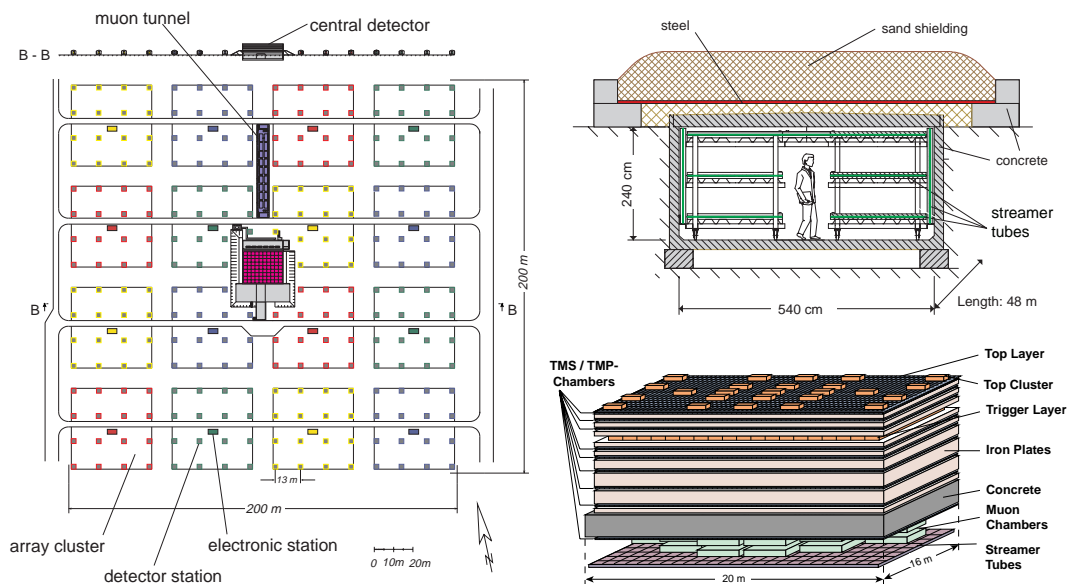 muon tunnel
central detector
B - B
B
B
200 m
13 m
200 m
array cluster
detector station
electronic station
0 10m 20m
N
steel
sand shielding
concrete
240 cm
streamer
tubes
540 cm
Length: 48 m
TMS / TMP-
Chambers
Top Layer
Top Cluster
Trigger Layer
Iron Plates
Concrete
Muon
Chambers
Streamer
Tubes
16 m
20 m